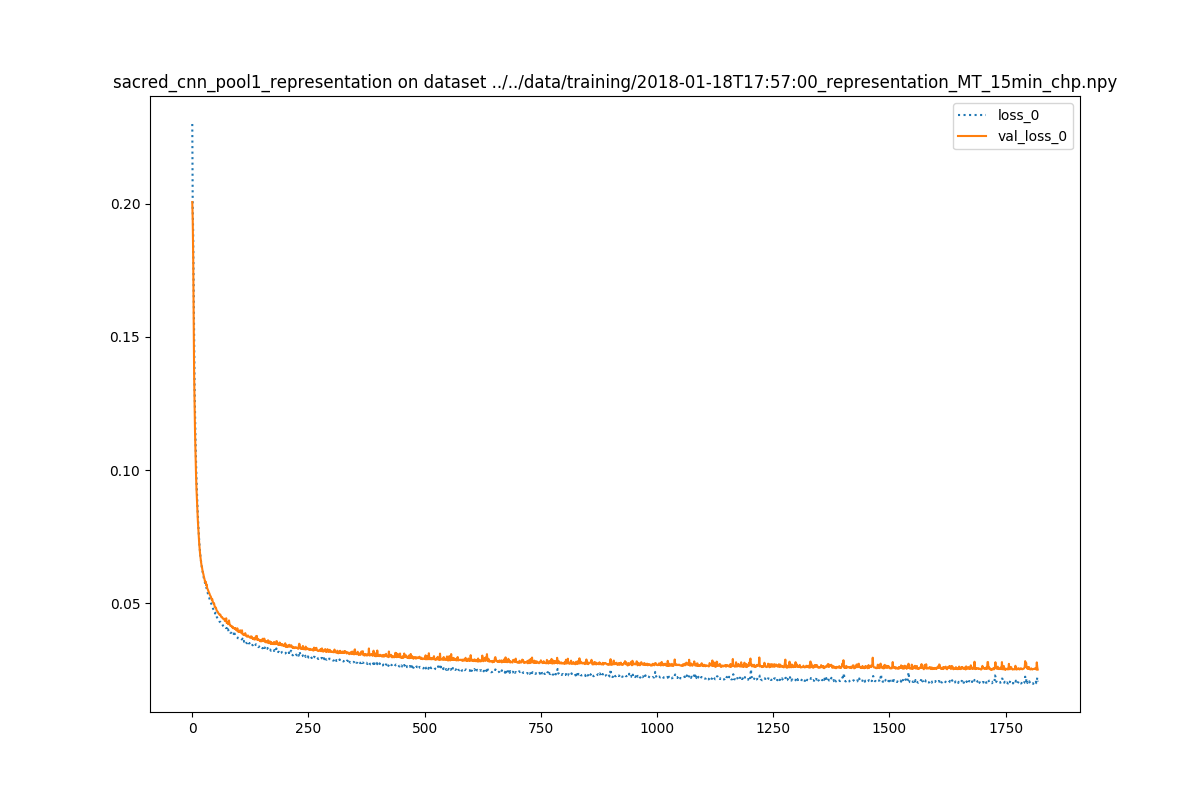 sacred_cnn_pool1_representation on dataset ../../data/training/2018-01-18T17:57:00_representation_MT_15min_chp.npy
loss_0
val_loss_0
0.20
0.15
0.10
0.05
0 250 500 750 1000 1250 1500 1750